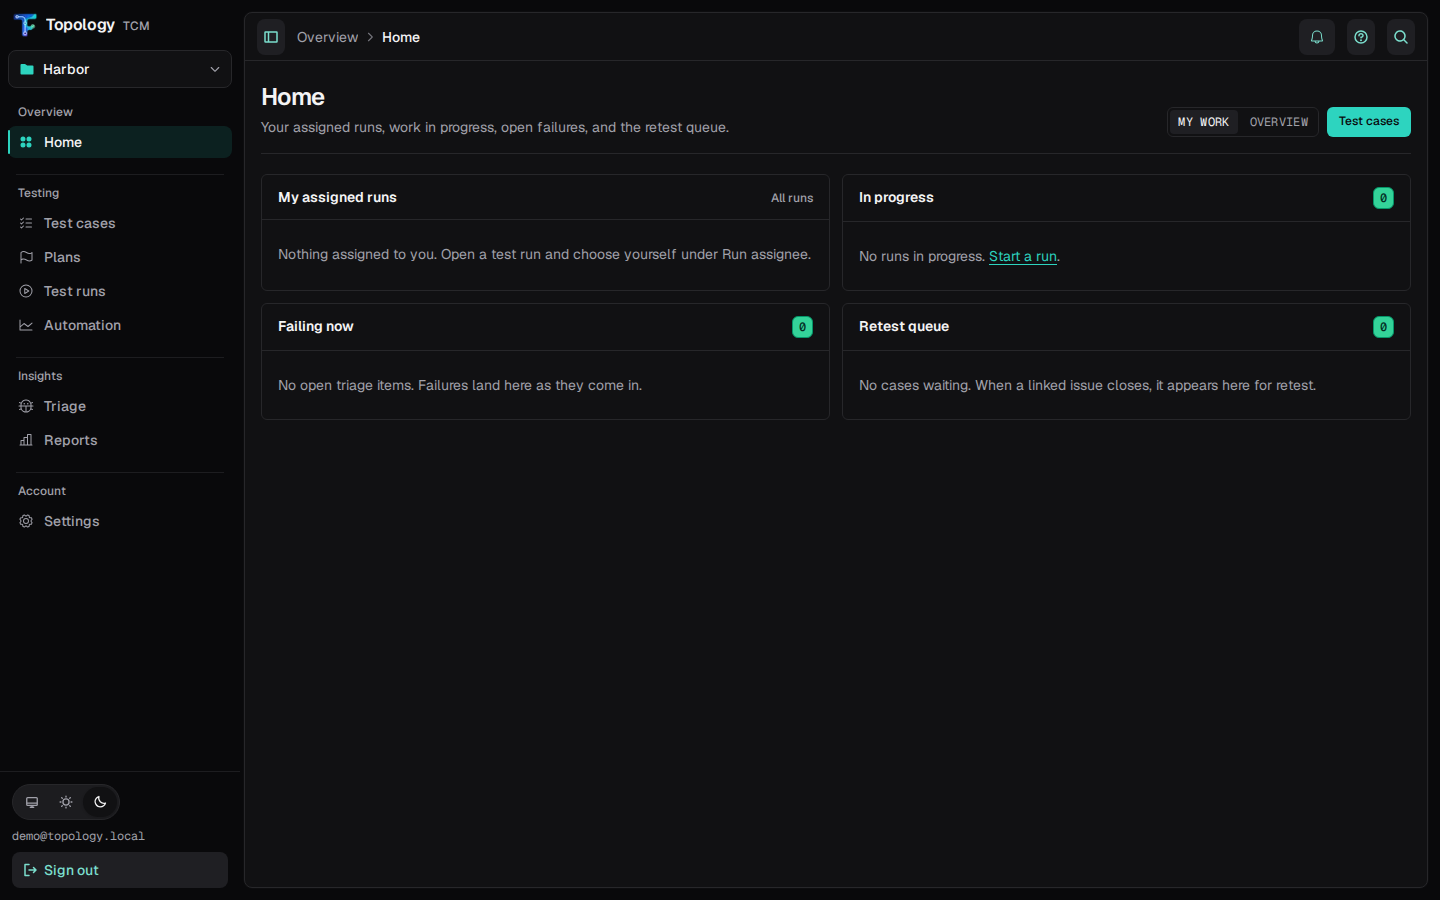 Topology TCM
Harbor
Overview
Home
Testing
Test cases
Plans
Test runs
Automation
Insights
Triage
Reports
Account
Settings
demo@topology.local
Sign out
Overview > Home
Home
Your assigned runs, work in progress, open failures, and the retest queue.
MY WORK OVERVIEW Test cases
My assigned runs All runs
Nothing assigned to you. Open a test run and choose yourself under Run assignee.
In progress 0
No runs in progress. Start a run.
Failing now 0
No open triage items. Failures land here as they come in.
Retest queue 0
No cases waiting. When a linked issue closes, it appears here for retest.